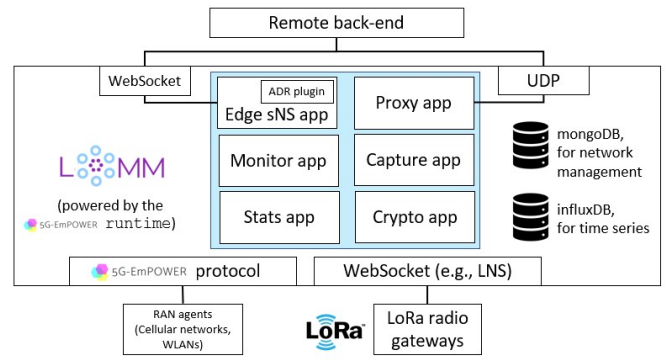 Remote back-end
WebSocket
UDP
ADR plugin
Edge sNS app
Proxy app
Monitor app
Capture app
Stats app
Crypto app
LOMM
(powered by the
5G-EmPOWER runtime)
mongoDB,
for network
management
influxDB,
for time series
5G-EmPOWER protocol
WebSocket (e.g., LNS)
RAN agents
(Cellular networks,
WLANs)
LoRa
LoRa radio
gateways